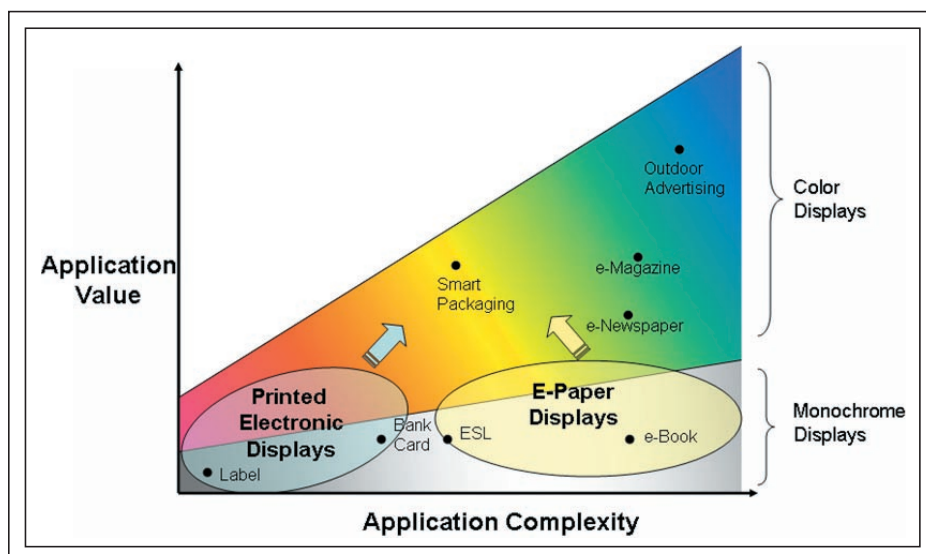 Outdoor
Advertising
Color
Displays
Application
Value
e-Magazine
Smart
Packaging
e-Newspaper
Printed
Electronic
Displays
E-Paper
Displays
Bank
Card
ESL
e-Book
Monochrome
Displays
Label
Application Complexity